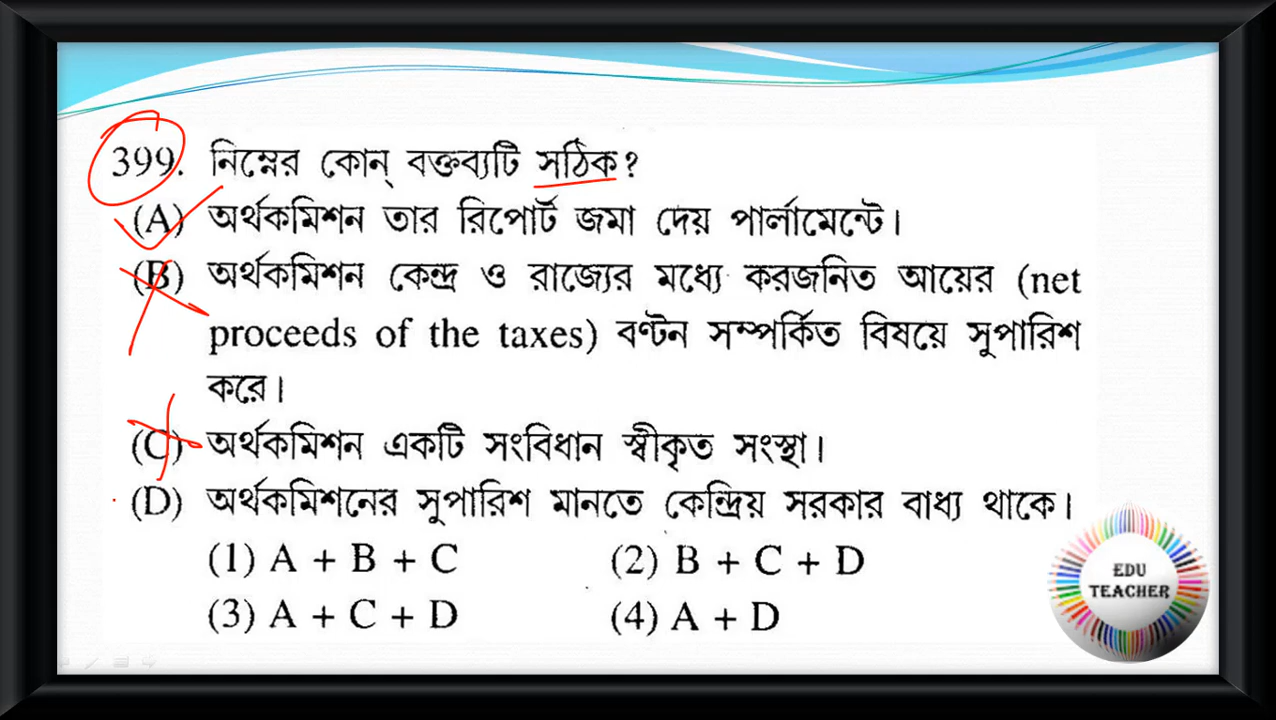 399. নিম্নের কোন্ বক্তব্যটি সঠিক?
(A) অর্থকমিশন তার রিপোর্ট জমা দেয় পার্লামেন্টে।
(B) অর্থকমিশন কেন্দ্র ও রাজ্যের মধ্যে করজনিত আয়ের (net
proceeds of the taxes) বণ্টন সম্পর্কিত বিষয়ে সুপারিশ
করে।
(C) অর্থকমিশন একটি সংবিধান স্বীকৃত সংস্থা।
(D) অর্থকমিশনের সুপারিশ মানতে কেন্দ্রিয় সরকার বাধ্য থাকে।
(1) A + B + C (2) B + C + D
(3) A + C + D (4) A + D
EDU
TEACHER